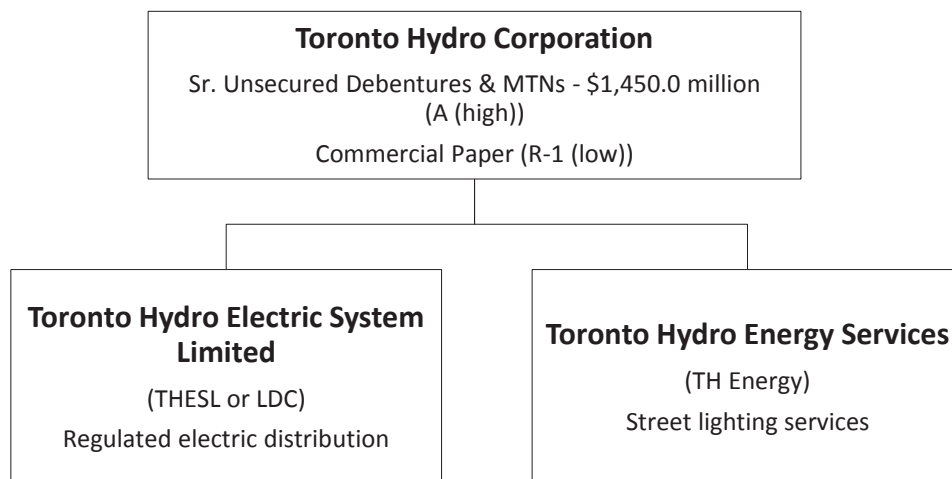 Toronto Hydro Corporation
Sr. Unsecured Debentures & MTNs - $1,450.0 million
(A (high))
Commercial Paper (R-1 (low))
Toronto Hydro Electric System
Limited
(THESL or LDC)
Regulated electric distribution
Toronto Hydro Energy Services
(TH Energy)
Street lighting services